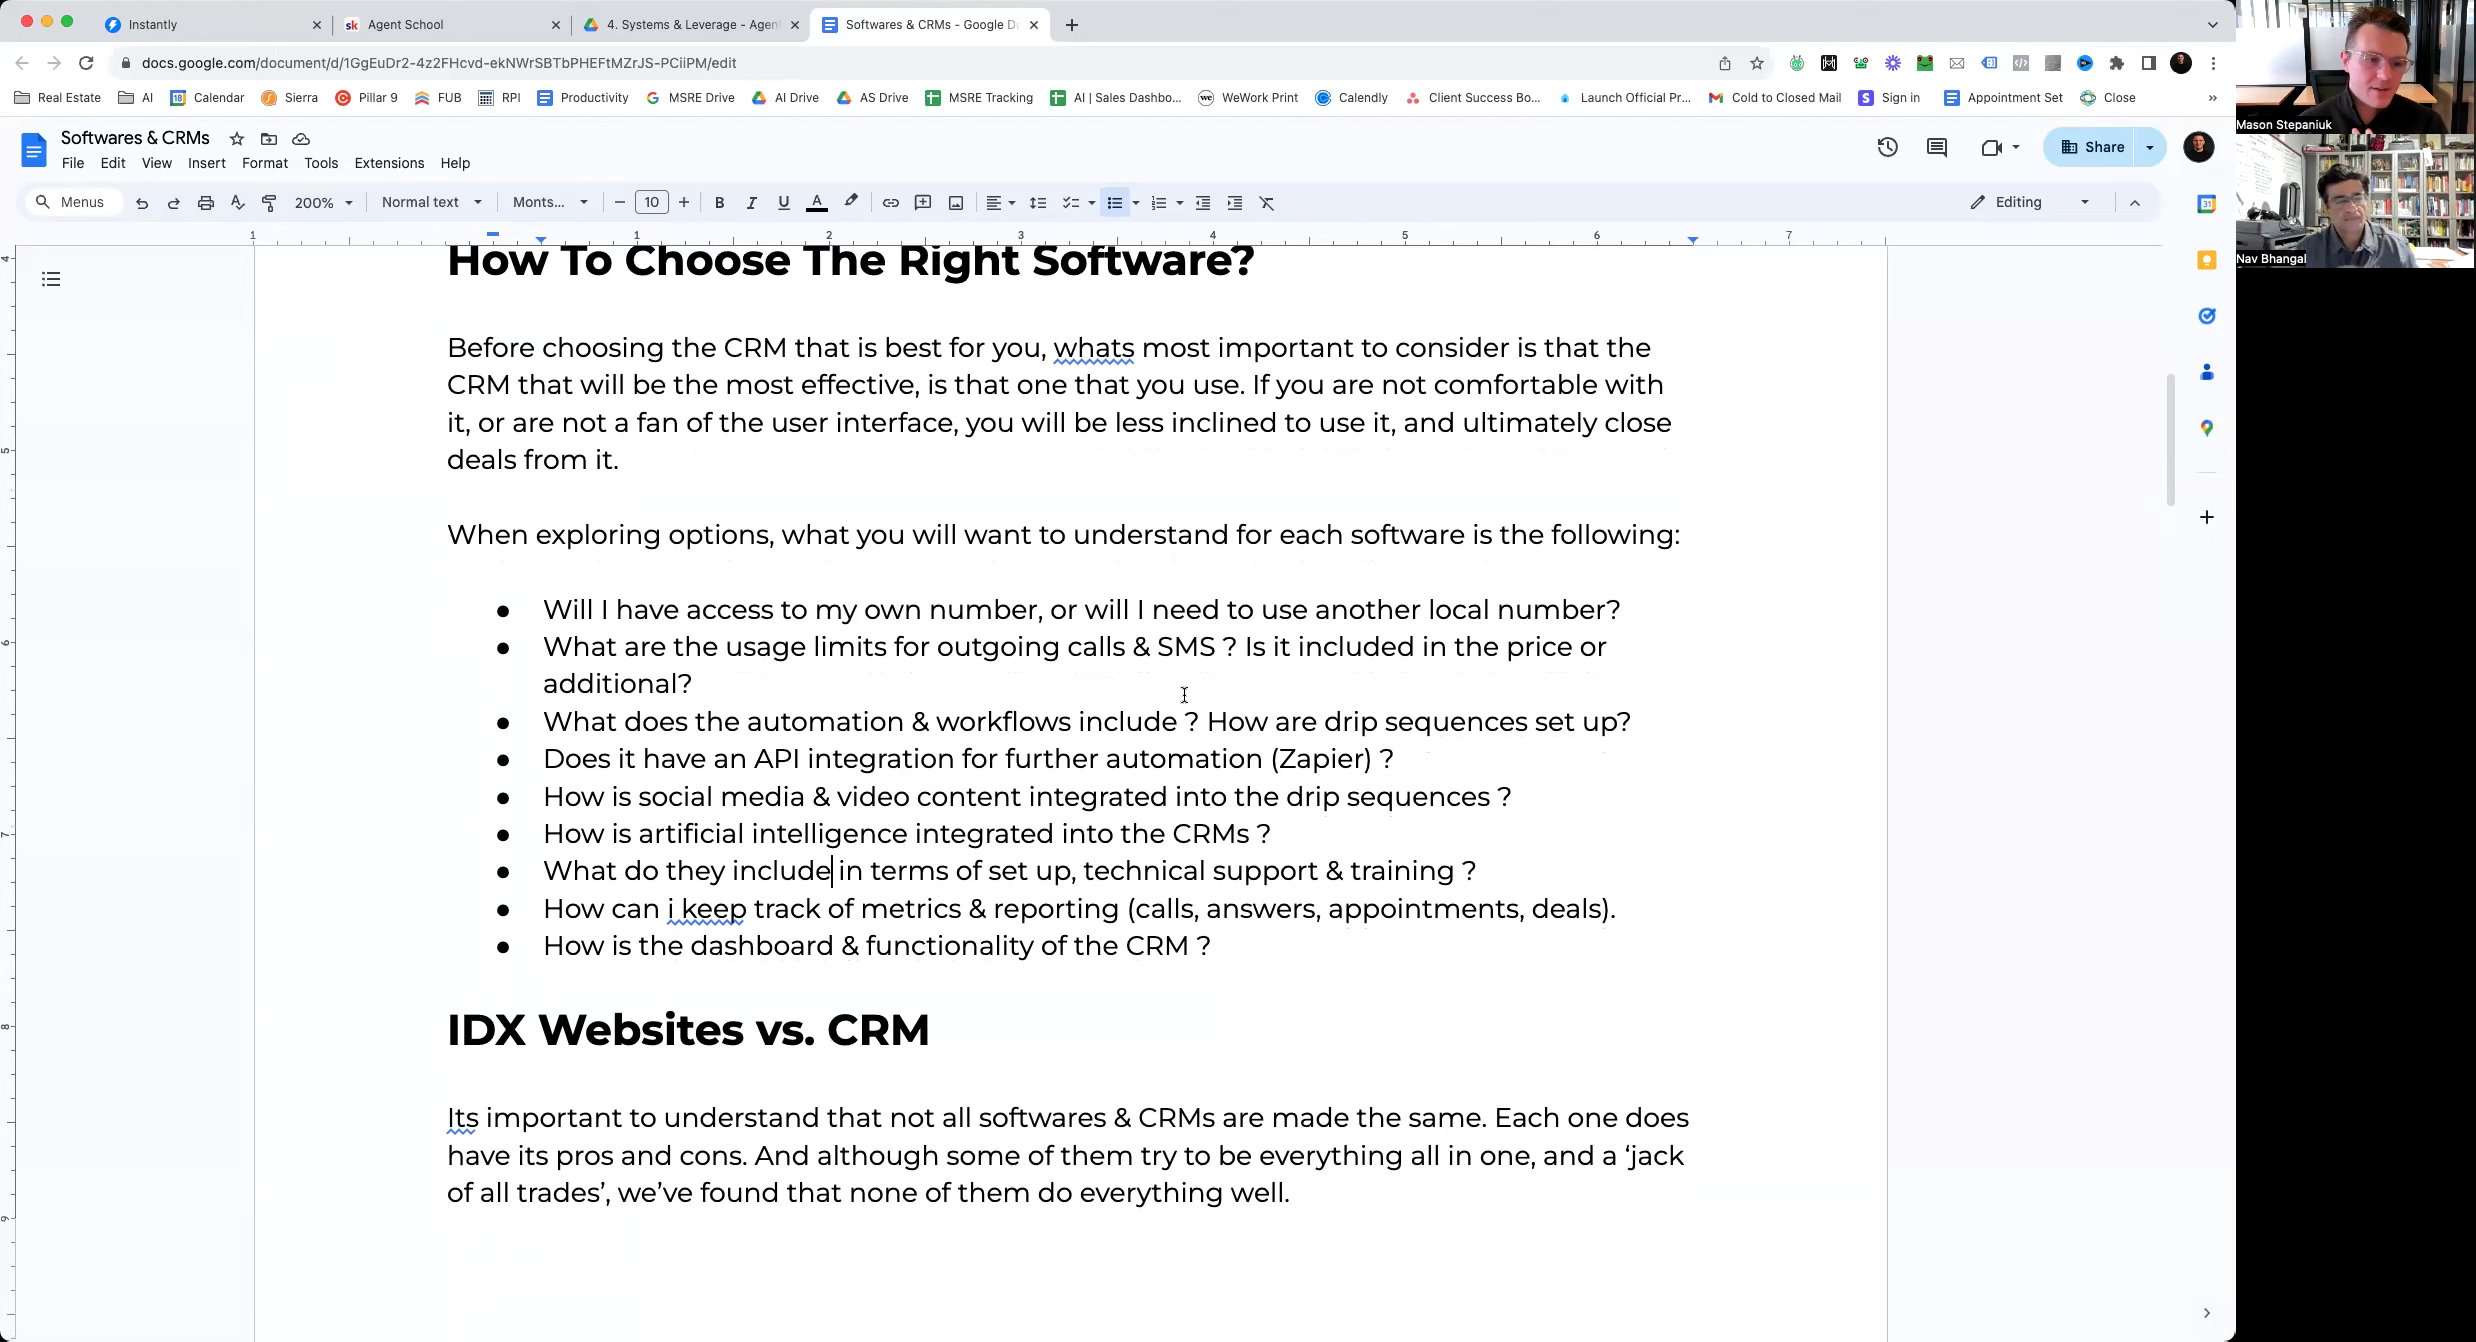 Instantly
Agent School
4. Systems & Leverage - Agen
Softwares & CRMs - Google D
docs.google.com/document/d/1GgEuDr2-4z2FHcvd-ekNWrSBTbPHEFtMZrJS-PCiiPM/edit
Real Estate AI Calendar Sierra Pillar 9 FUB RPI Productivity MSRE Drive AI Drive AS Drive MSRE Tracking AI | Sales Dashbo... WeWork Print Calendly Client Success Bo... Launch Official Pr... Cold to Closed Mail Sign in Appointment Set Close
Mason Stepaniuk
Nav Bhangal
Softwares & CRMs
File Edit View Insert Format Tools Extensions Help
Share
Menus 200% Normal text Monts... 10 Editing
1 1 2 3 4 5 6 7
How To Choose The Right Software?
Before choosing the CRM that is best for you, whats most important to consider is that the
CRM that will be the most effective, is that one that you use. If you are not comfortable with
it, or are not a fan of the user interface, you will be less inclined to use it, and ultimately close
deals from it.
When exploring options, what you will want to understand for each software is the following:
● Will I have access to my own number, or will I need to use another local number?
● What are the usage limits for outgoing calls & SMS ? Is it included in the price or
additional?
● What does the automation & workflows include ? How are drip sequences set up?
● Does it have an API integration for further automation (Zapier) ?
● How is social media & video content integrated into the drip sequences ?
● How is artificial intelligence integrated into the CRMs ?
● What do they include in terms of set up, technical support & training ?
● How can i keep track of metrics & reporting (calls, answers, appointments, deals).
● How is the dashboard & functionality of the CRM ?
IDX Websites vs. CRM
Its important to understand that not all softwares & CRMs are made the same. Each one does
have its pros and cons. And although some of them try to be everything all in one, and a ‘jack
of all trades’, we’ve found that none of them do everything well.